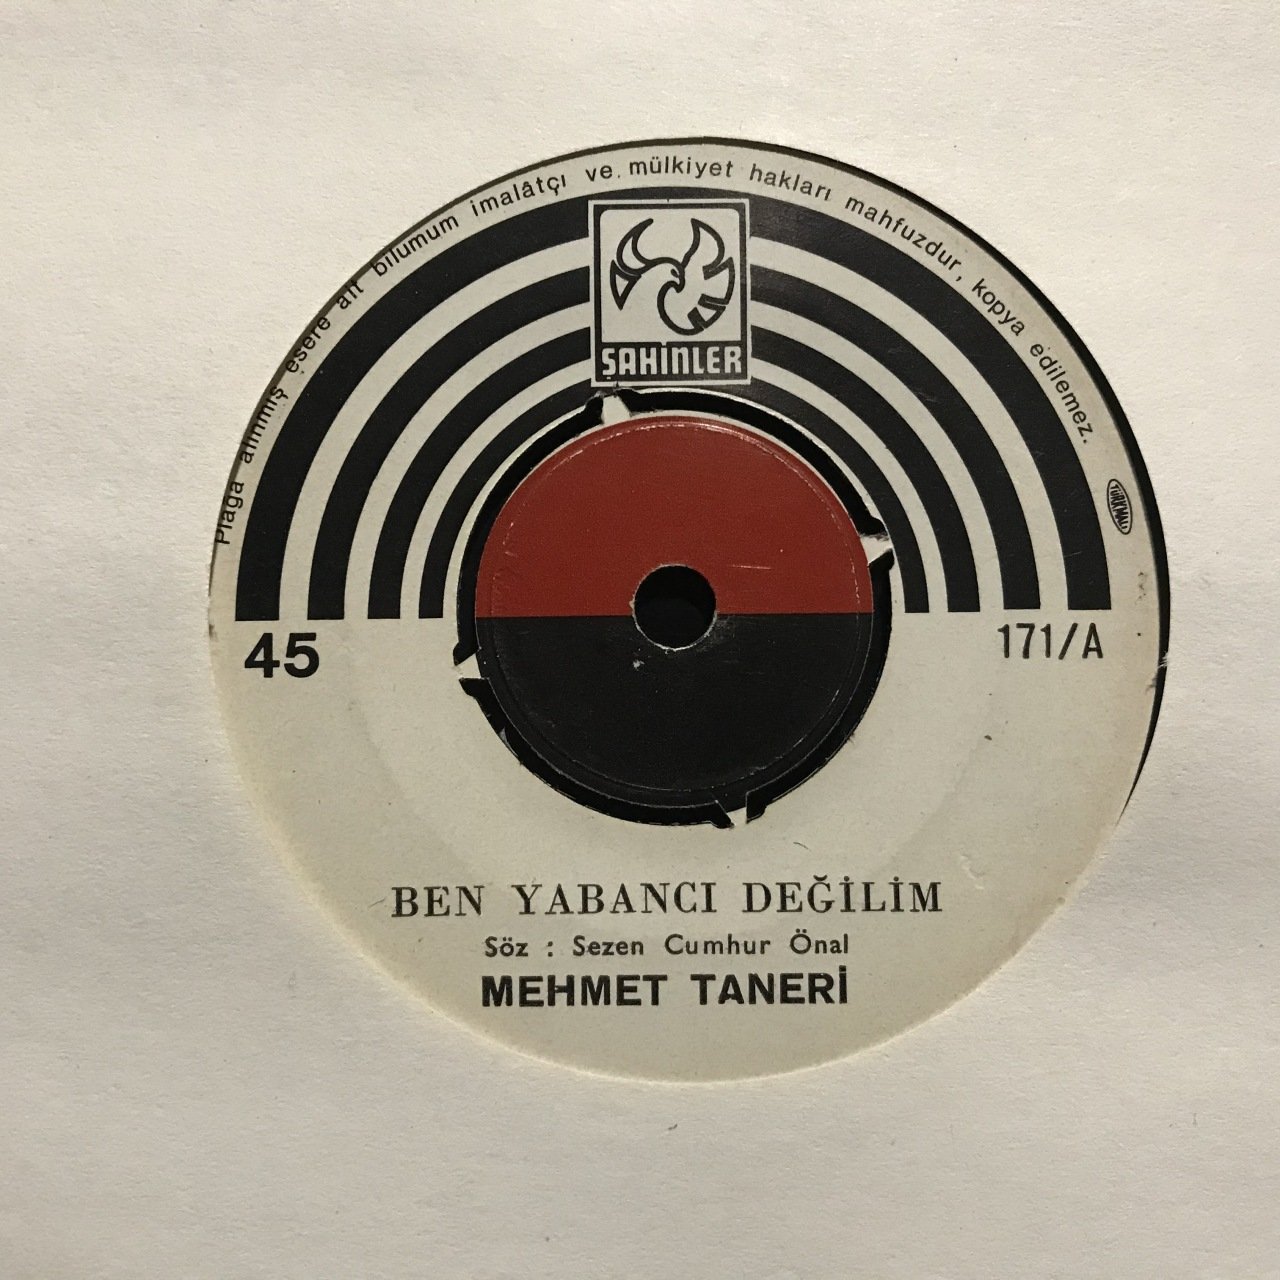 Plağa alınmış esere ait bilumum imalâtçı ve mülkiyet hakları mahfuzdur, kopya edilemez.
ŞAHİNLER
TÜRKMALI
45
171/A
BEN YABANCI DEĞİLİM
Söz : Sezen Cumhur Önal
MEHMET TANERİ